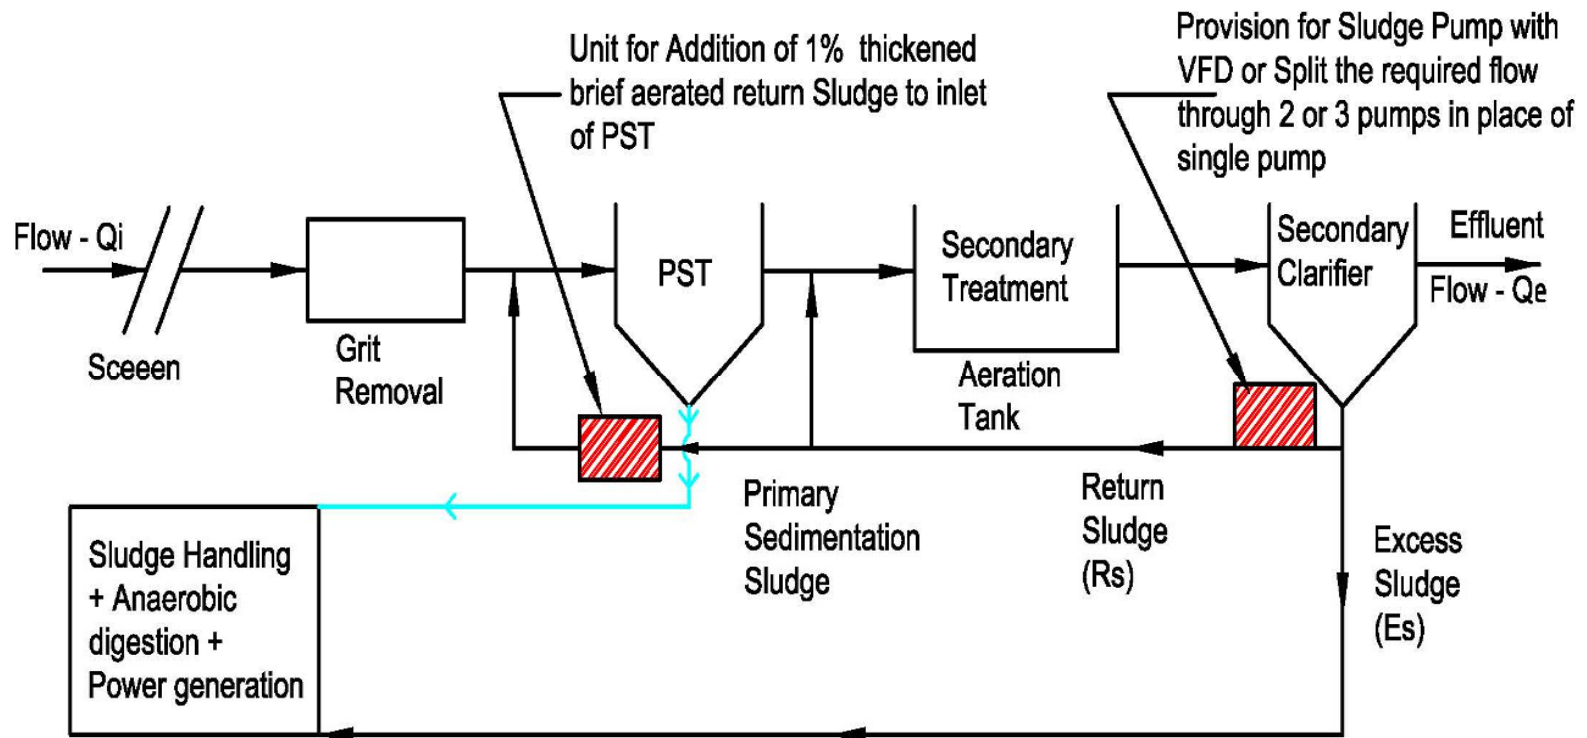 Unit for Addition of 1% thickened
brief aerated return Sludge to inlet
of PST
Provision for Sludge Pump with
VFD or Split the required flow
through 2 or 3 pumps in place of
single pump
Flow - Qi
Sceeen
Grit
Removal
PST
Secondary
Treatment
Aeration
Tank
Secondary
Clarifier
Effluent
Flow - Qe
Primary
Sedimentation
Sludge
Return
Sludge
(Rs)
Excess
Sludge
(Es)
Sludge Handling
+ Anaerobic
digestion +
Power generation